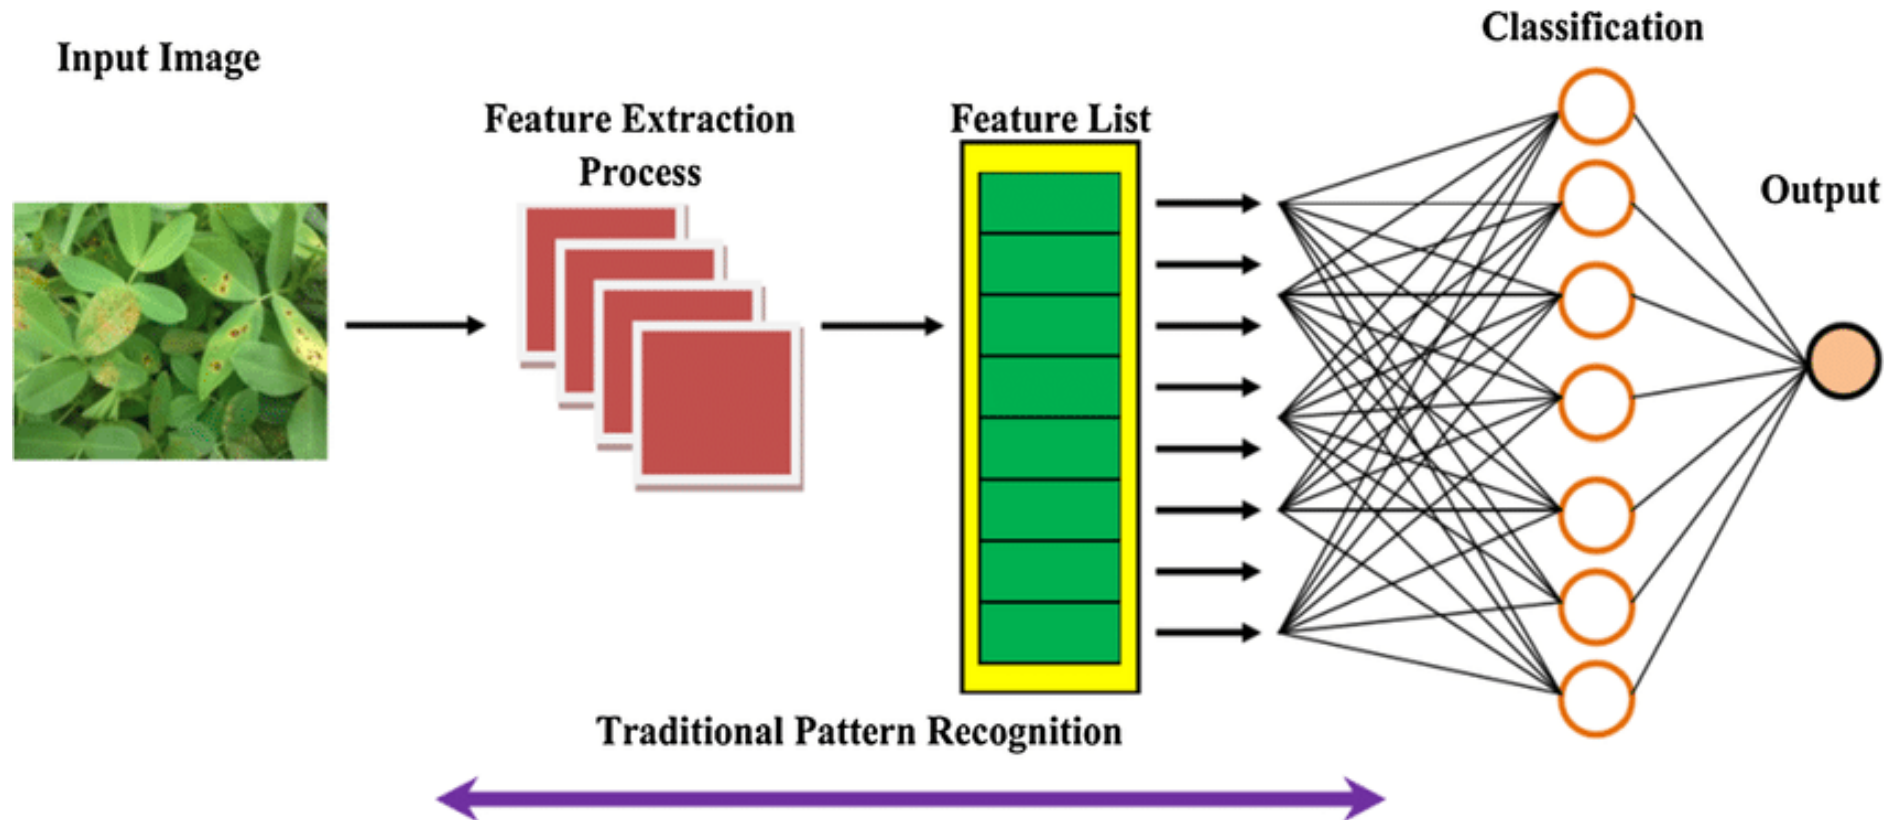 Input Image
Feature Extraction
Process
Feature List
Classification
Output
Traditional Pattern Recognition